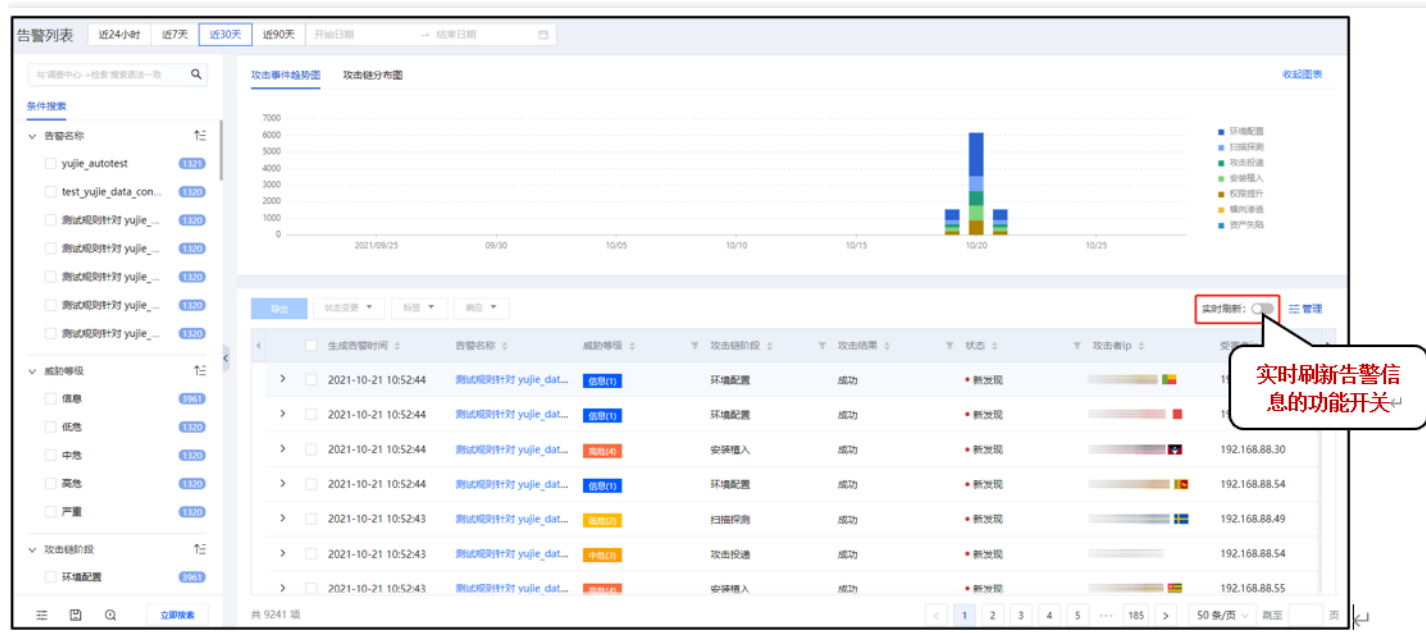 告警列表 近24小时 近7天 近30天 近90天 开始日期 → 结束日期
与"调查中心->检索"搜索语法一致
攻击事件趋势图 攻击链分布图 收起图表
条件搜索
告警名称
yujie_autotest 1321
test_yujie_data_con... 1320
测试规则针对 yujie_... 1320
测试规则针对 yujie_... 1320
测试规则针对 yujie_... 1320
测试规则针对 yujie_... 1320
测试规则针对 yujie_... 1320
威胁等级
信息 3961
低危 1320
中危 1320
高危 1320
严重 1320
攻击链阶段
环境配置 3961
立即搜索
7000
6000
5000
4000
3000
2000
1000
0
2021/09/25 09/30 10/05 10/10 10/15 10/20 10/25
环境配置
扫描探测
攻击投递
安装植入
权限提升
横向渗透
资产失陷
导出 状态变更 标签 响应 实时刷新: 管理
生成告警时间 告警名称 威胁等级 攻击链阶段 攻击结果 状态 攻击者ip
2021-10-21 10:52:44 测试规则针对 yujie_dat... 信息(1) 环境配置 成功 新发现
2021-10-21 10:52:44 测试规则针对 yujie_dat... 信息(1) 环境配置 成功 新发现
2021-10-21 10:52:44 测试规则针对 yujie_dat... 高危(4) 安装植入 成功 新发现 192.168.88.30
2021-10-21 10:52:44 测试规则针对 yujie_dat... 信息(1) 环境配置 成功 新发现 192.168.88.54
2021-10-21 10:52:43 测试规则针对 yujie_dat... 低危(2) 扫描探测 成功 新发现 192.168.88.49
2021-10-21 10:52:43 测试规则针对 yujie_dat... 中危(3) 攻击投递 成功 新发现 192.168.88.54
2021-10-21 10:52:43 测试规则针对 yujie_dat... 高危(4) 安装植入 成功 新发现 192.168.88.55
实时刷新告警信
息的功能开关
共 9241 项 < 1 2 3 4 5 ... 185 > 50 条/页 跳至 页